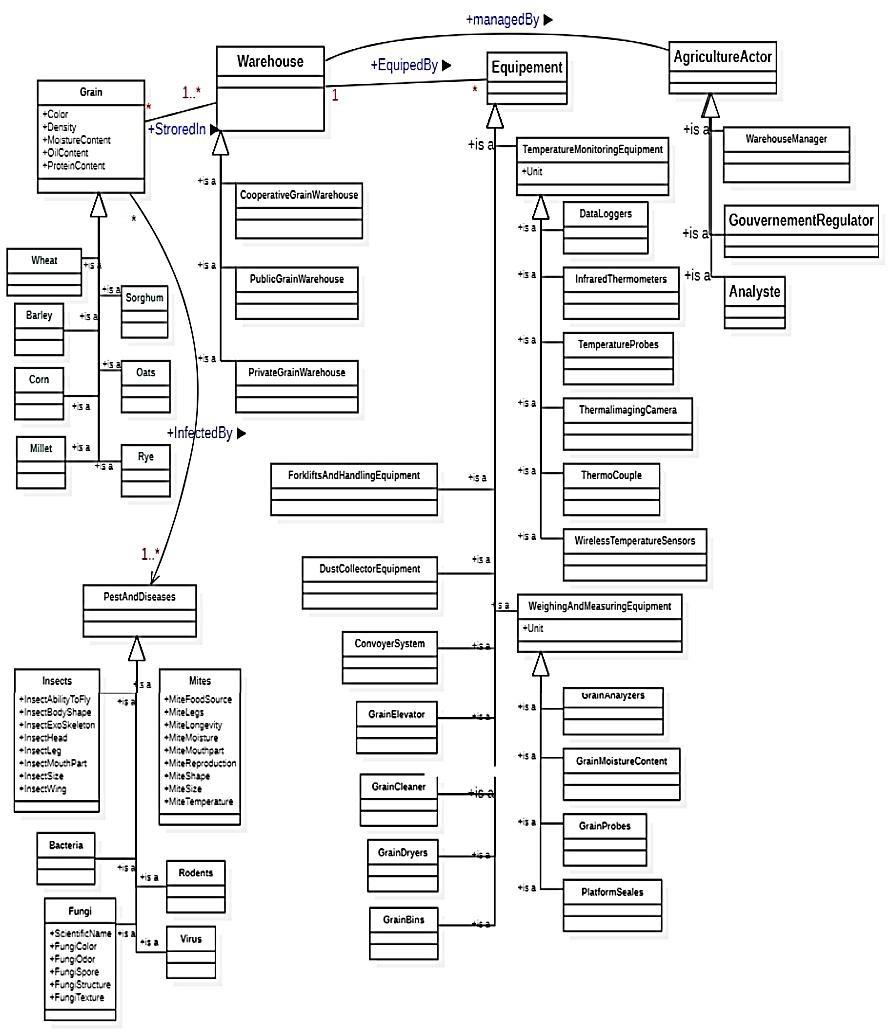 +managedBy ▶
Warehouse
+EquipedBy ▶
Equipement
AgricultureActor
Grain
+Color
+Density
+MoistureContent
+OilContent
+ProteinContent
*
1..*
+StroredIn ▶
1
*
+is a
WarehouseManager
+is a
GouvernementRegulator
+is a
Analyste
+is a
CooperativeGrainWarehouse
+is a
PublicGrainWarehouse
+is a
PrivateGrainWarehouse
+is a
TemperatureMonitoringEquipment
+Unit
+is a
DataLoggers
+is a
InfraredThermometers
+is a
TemperatureProbes
+is a
ThermalImagingCamera
+is a
ThermoCouple
+is a
WirelessTemperatureSensors
*
Wheat
+is a
+is a
Sorghum
Barley
+is a
+is a
Oats
Corn
+is a
Millet
+is a
+is a
Rye
+InfectedBy ▶
1..*
PestAndDiseases
ForkliftsAndHandlingEquipment
+is a
DustCollectorEquipment
+is a
is a
WeighingAndMeasuringEquipment
+Unit
ConvoyerSystem
+is a
GrainElevator
+is a
GrainCleaner
+is a
GrainDryers
+is a
GrainBins
+is a
+is a
GrainAnalyzers
+is a
GrainMoistureContent
+is a
GrainProbes
+is a
PlatformSeales
Insects
+InsectAbilityToFly
+InsectBodyShape
+InsectExoSkeleton
+InsectHead
+InsectLeg
+InsectMouthPart
+InsectSize
+InsectWing
+is a
+is a
Mites
+MiteFoodSource
+MiteLegs
+MiteLongevity
+MiteMoisture
+MiteMouthpart
+MiteReproduction
+MiteShape
+MiteSize
+MiteTemperature
Bacteria
+is a
+is a
Rodents
Fungi
+ScientificName
+FungiColor
+FungiOdor
+FungiSpore
+FungiStructure
+FungiTexture
+is a
+is a
Virus